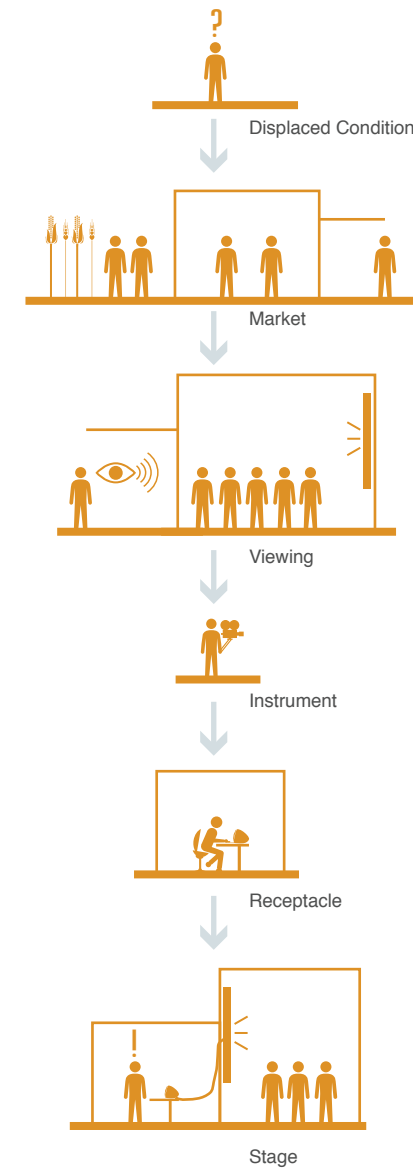 ?
Displaced Condition
Market
Viewing
Instrument
Receptacle
!
Stage